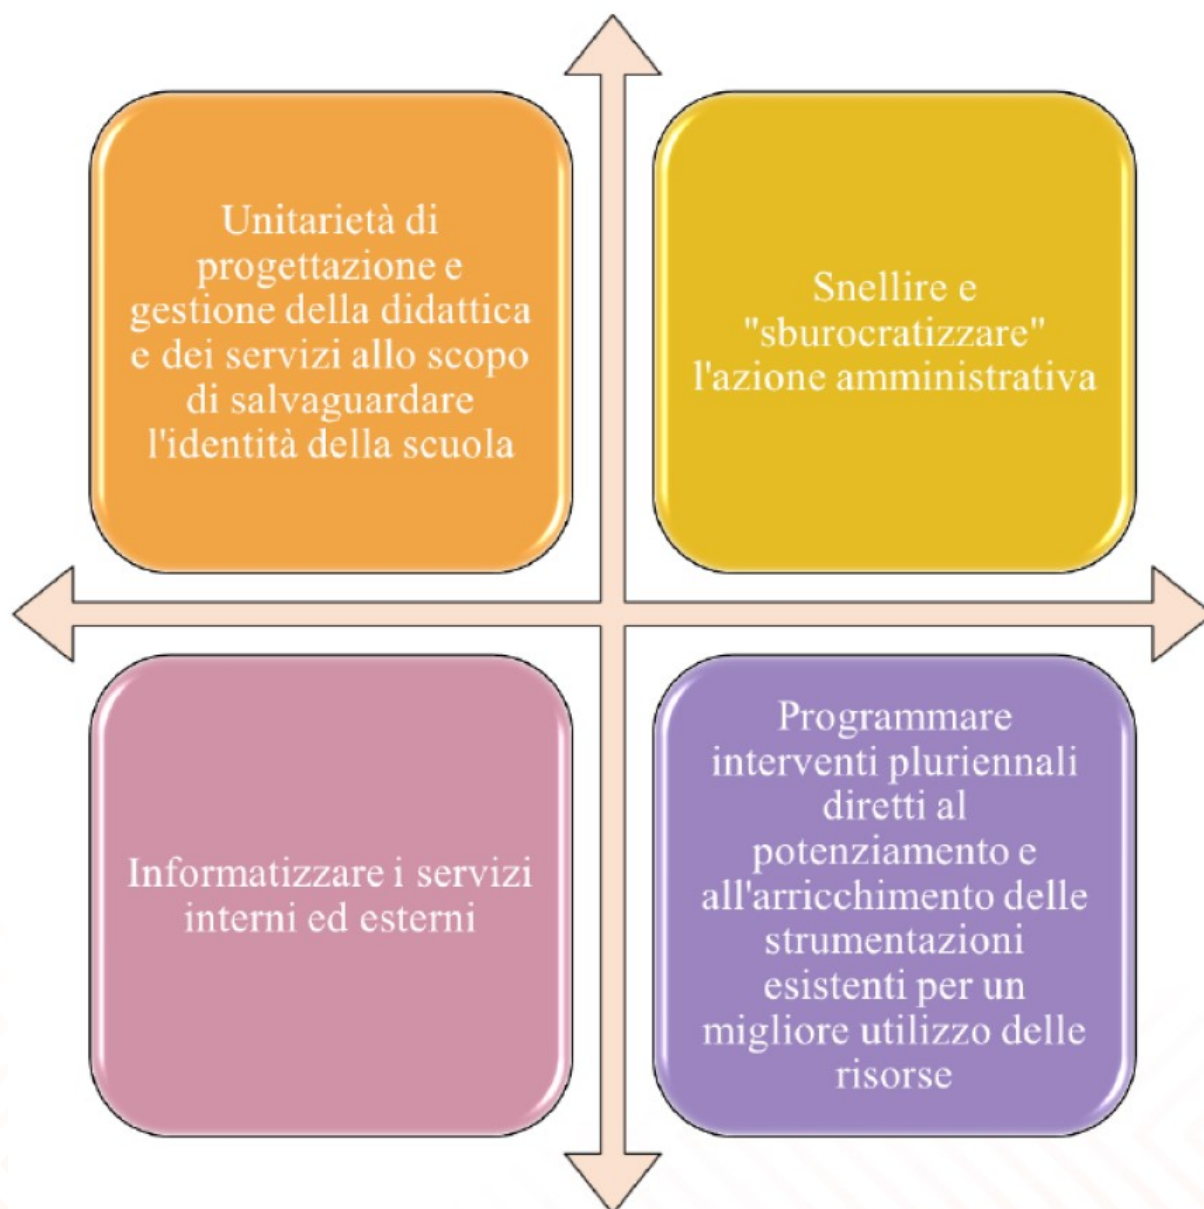 Unitarietà di
progettazione e
gestione della didattica
e dei servizi allo scopo
di salvaguardare
l'identità della scuola
Snellire e
"sburocratizzare"
l'azione amministrativa
Informatizzare i servizi
interni ed esterni
Programmare
interventi pluriennali
diretti al
potenziamento e
all'arricchimento delle
strumentazioni
esistenti per un
migliore utilizzo delle
risorse